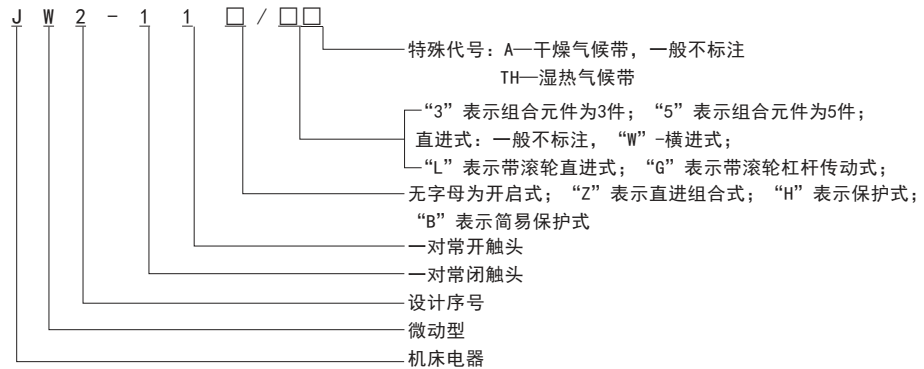 J W 2 - 1 1 □ / □□
特殊代号：A—干燥气候带，一般不标注
TH—湿热气候带
“3”表示组合元件为3件；“5”表示组合元件为5件；
直进式：一般不标注，“W”-横进式；
“L”表示带滚轮直进式；“G”表示带滚轮杠杆传动式；
无字母为开启式；“Z”表示直进组合式；“H”表示保护式；
“B”表示简易保护式
一对常开触头
一对常闭触头
设计序号
微动型
机床电器